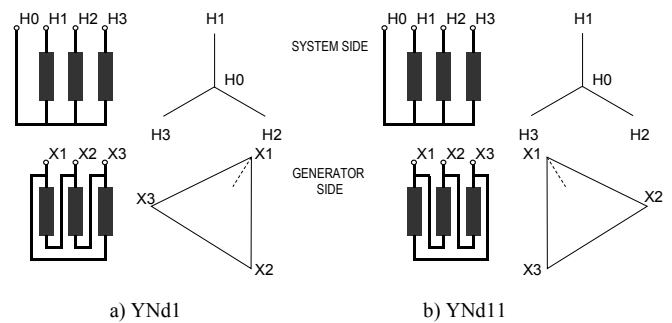 H0 H1 H2 H3
H1
H0
H3 H2
X1 X2 X3
X1
X3
X2
a) YNd1
SYSTEM SIDE
GENERATOR
SIDE
H0 H1 H2 H3
H1
H0
H3 H2
X1 X2 X3
X1
X2
X3
b) YNd11